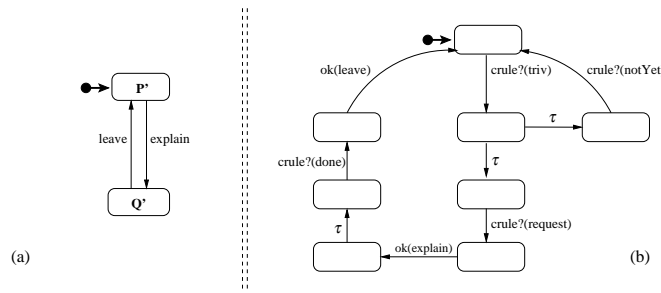 P'
leave
explain
Q'
(a)
ok(leave)
crule?(triv)
crule?(notYet
τ
crule?(done)
τ
crule?(request)
τ
ok(explain)
(b)